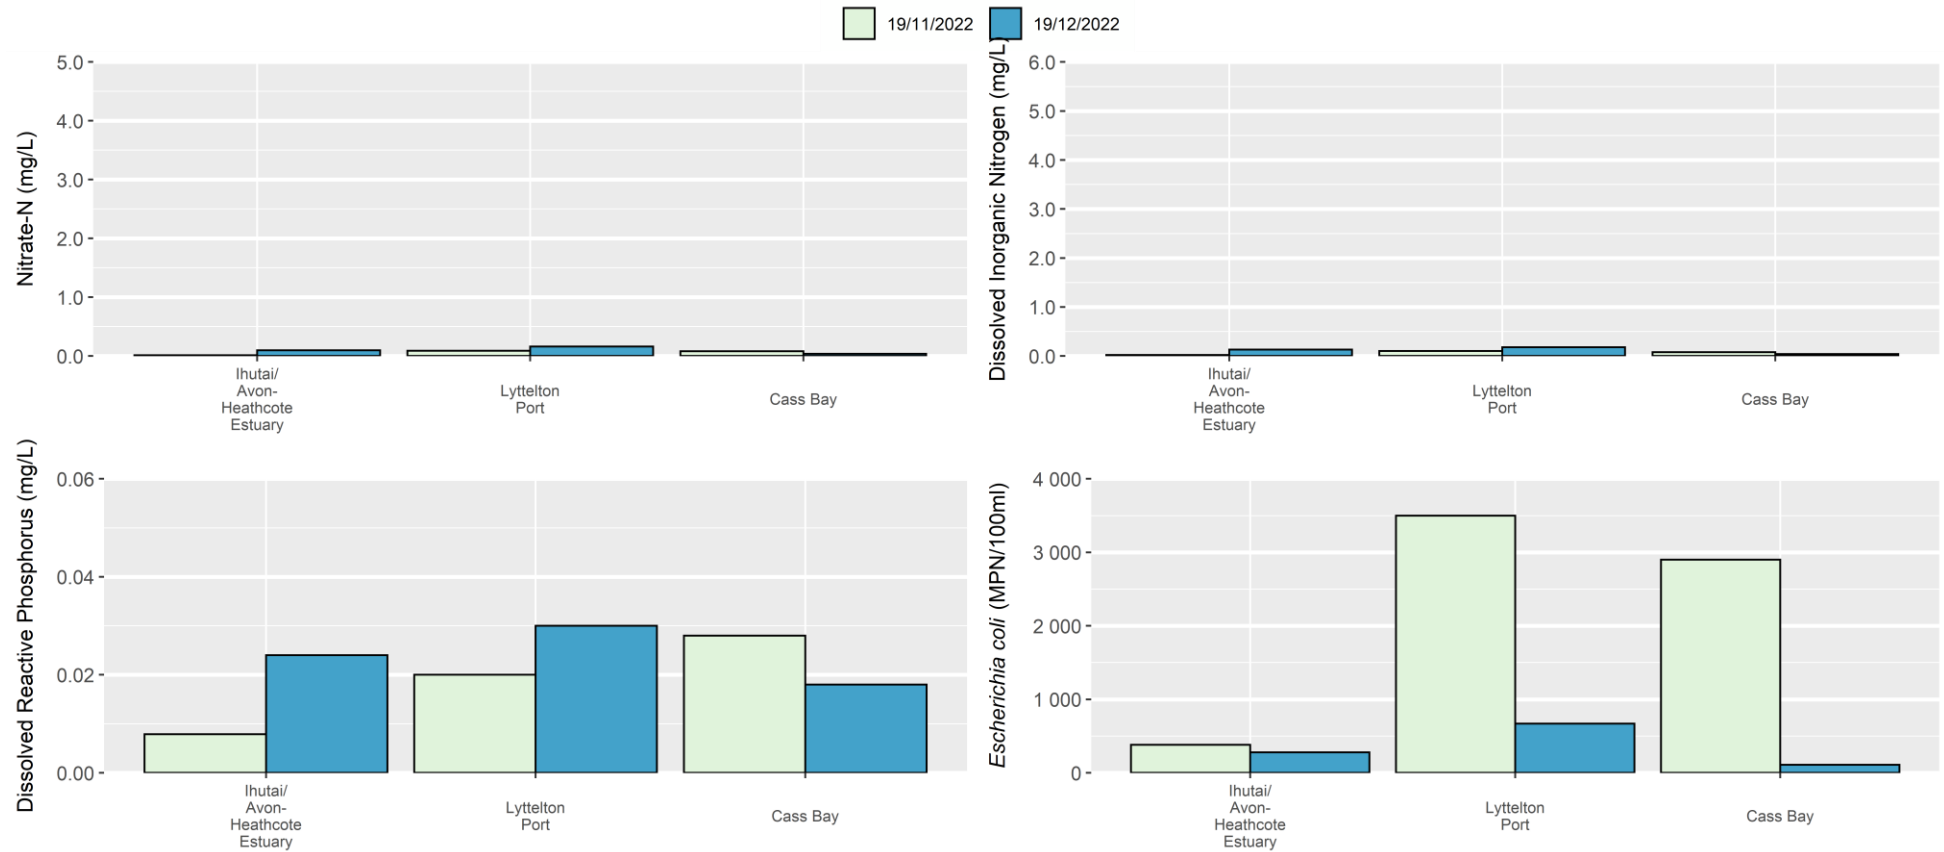 19/11/2022
19/12/2022
Nitrate-N (mg/L)
5.0
4.0
3.0
2.0
1.0
0.0
Ihutai/
Avon-
Heathcote
Estuary
Lyttelton
Port
Cass Bay
Dissolved Inorganic Nitrogen (mg/L)
6.0
5.0
4.0
3.0
2.0
1.0
0.0
Ihutai/
Avon-
Heathcote
Estuary
Lyttelton
Port
Cass Bay
Dissolved Reactive Phosphorus (mg/L)
0.06
0.04
0.02
0.00
Ihutai/
Avon-
Heathcote
Estuary
Lyttelton
Port
Cass Bay
Escherichia coli (MPN/100ml)
4 000
3 000
2 000
1 000
0
Ihutai/
Avon-
Heathcote
Estuary
Lyttelton
Port
Cass Bay